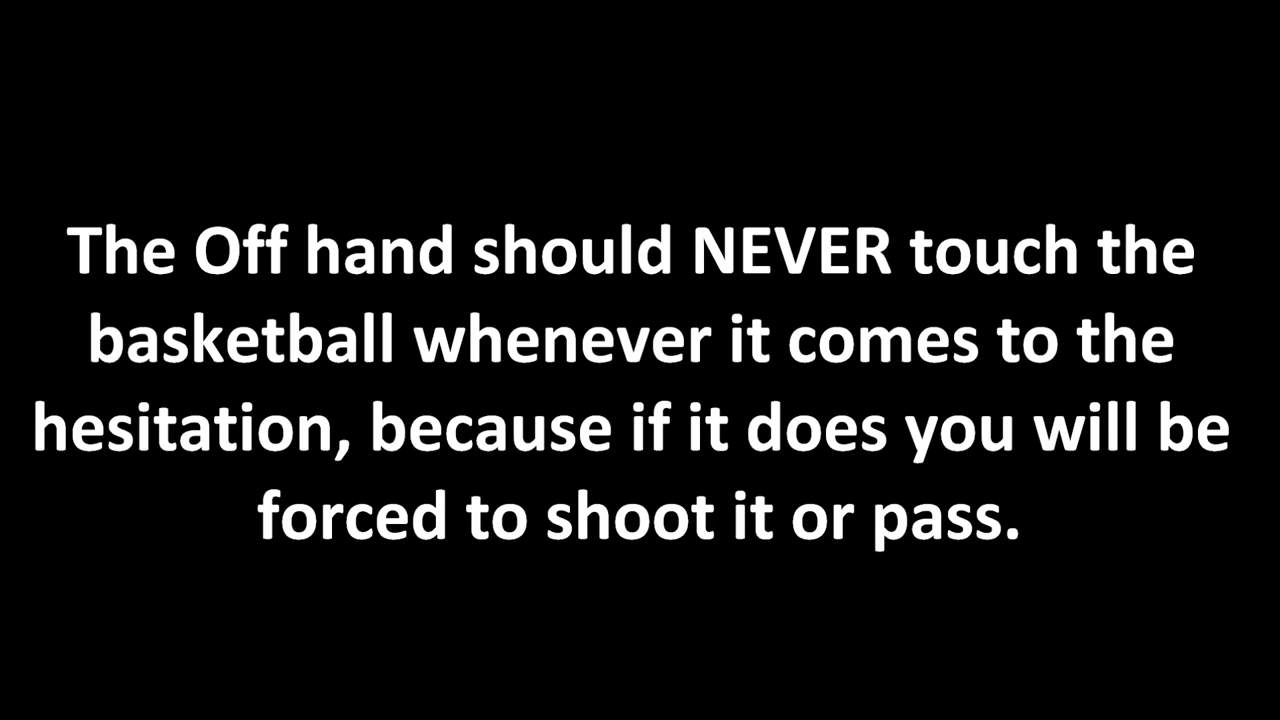 The Off hand should NEVER touch the
basketball whenever it comes to the
hesitation, because if it does you will be
forced to shoot it or pass.